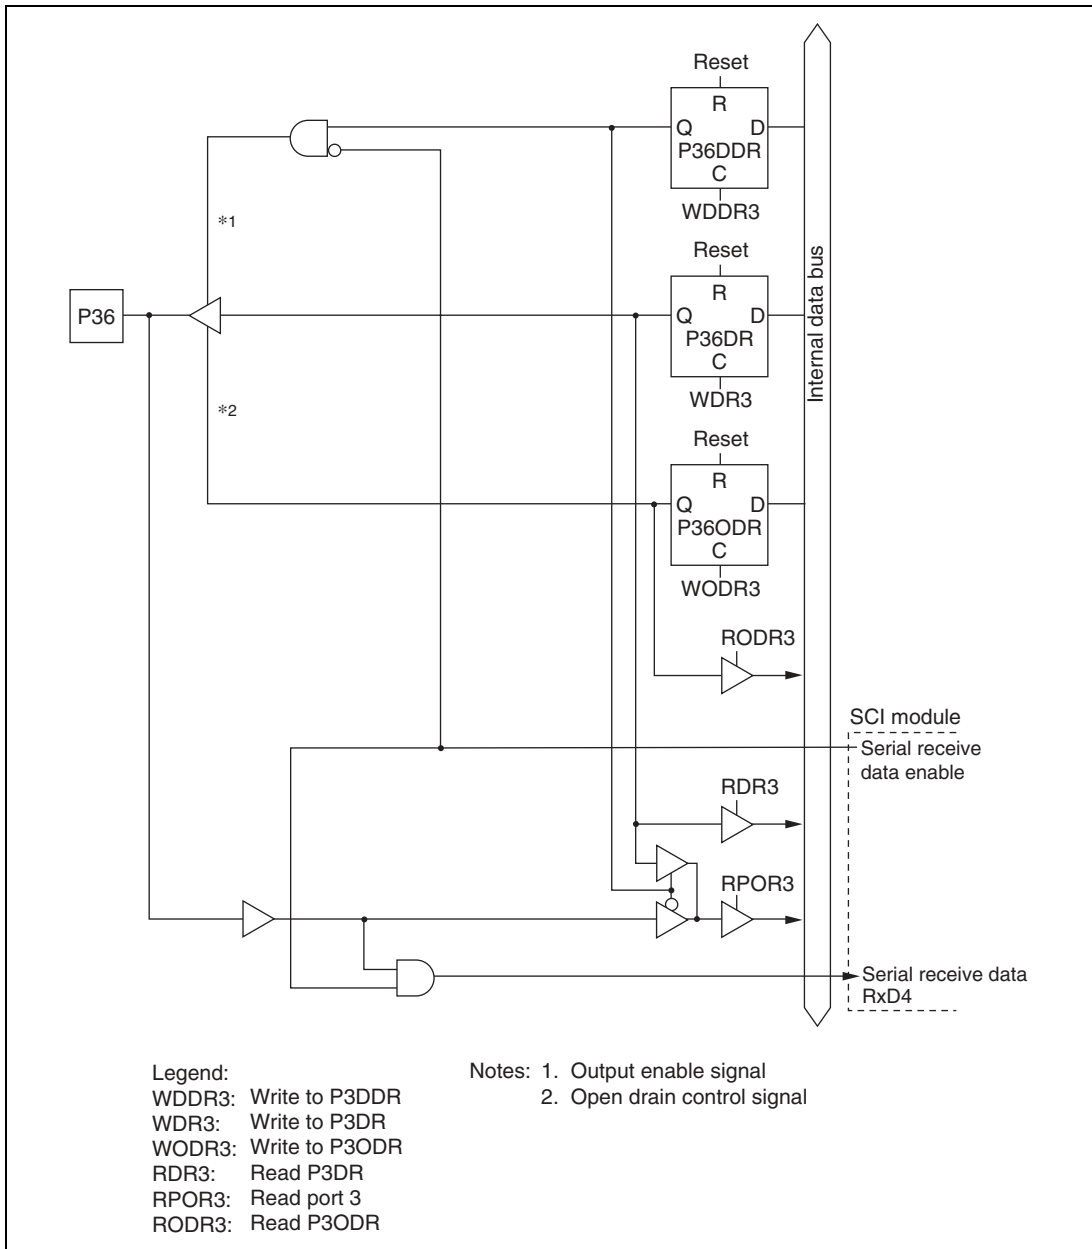 Reset
R
Q D
P36DDR
C
WDDR3
*1
Reset
R
P36
Q D
P36DR
C
WDR3
Internal data bus
*2
Reset
R
Q D
P36ODR
C
WODR3
RODR3
SCI module
Serial receive
data enable
RDR3
RPOR3
Serial receive data
RxD4
Legend:
WDDR3: Write to P3DDR
WDR3: Write to P3DR
WODR3: Write to P3ODR
RDR3: Read P3DR
RPOR3: Read port 3
RODR3: Read P3ODR
Notes: 1. Output enable signal
2. Open drain control signal